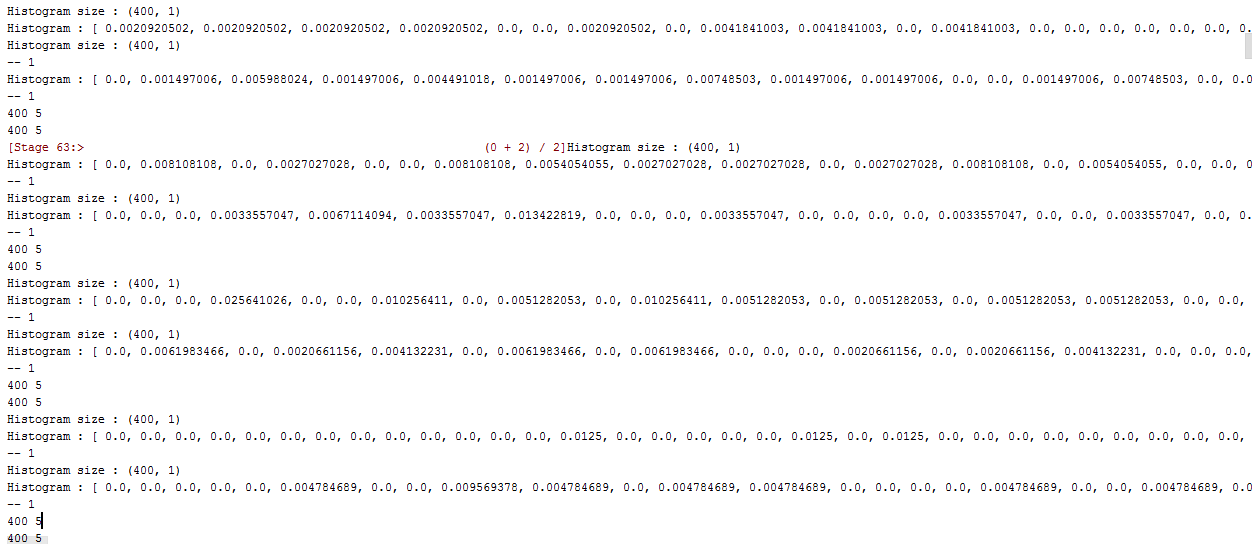 Histogram size : (400, 1)
Histogram : [ 0.0020920502, 0.0020920502, 0.0020920502, 0.0020920502, 0.0, 0.0, 0.0020920502, 0.0, 0.0041841003, 0.0041841003, 0.0, 0.0041841003, 0.0, 0.0, 0.0, 0.0, 0.0, 0.0, 0.
Histogram size : (400, 1)
-- 1
Histogram : [ 0.0, 0.001497006, 0.005988024, 0.001497006, 0.004491018, 0.001497006, 0.001497006, 0.00748503, 0.001497006, 0.001497006, 0.0, 0.0, 0.001497006, 0.00748503, 0.0, 0.0
-- 1
400 5
400 5
[Stage 63:> (0 + 2) / 2]Histogram size : (400, 1)
Histogram : [ 0.0, 0.008108108, 0.0, 0.0027027028, 0.0, 0.0, 0.008108108, 0.0054054055, 0.0027027028, 0.0027027028, 0.0, 0.0027027028, 0.008108108, 0.0, 0.0054054055, 0.0, 0.0, 0
-- 1
Histogram size : (400, 1)
Histogram : [ 0.0, 0.0, 0.0, 0.0033557047, 0.0067114094, 0.0033557047, 0.013422819, 0.0, 0.0, 0.0, 0.0033557047, 0.0, 0.0, 0.0, 0.0, 0.0033557047, 0.0, 0.0, 0.0033557047, 0.0, 0.
-- 1
400 5
400 5
Histogram size : (400, 1)
Histogram : [ 0.0, 0.0, 0.0, 0.025641026, 0.0, 0.0, 0.010256411, 0.0, 0.0051282053, 0.0, 0.010256411, 0.0051282053, 0.0, 0.0051282053, 0.0, 0.0051282053, 0.0051282053, 0.0, 0.0,
-- 1
Histogram size : (400, 1)
Histogram : [ 0.0, 0.0061983466, 0.0, 0.0020661156, 0.004132231, 0.0, 0.0061983466, 0.0, 0.0061983466, 0.0, 0.0, 0.0, 0.0020661156, 0.0, 0.0020661156, 0.004132231, 0.0, 0.0, 0.0,
-- 1
400 5
400 5
Histogram size : (400, 1)
Histogram : [ 0.0, 0.0, 0.0, 0.0, 0.0, 0.0, 0.0, 0.0, 0.0, 0.0, 0.0, 0.0, 0.0, 0.0125, 0.0, 0.0, 0.0, 0.0, 0.0, 0.0125, 0.0, 0.0125, 0.0, 0.0, 0.0, 0.0, 0.0, 0.0, 0.0, 0.0, 0.0,
-- 1
Histogram size : (400, 1)
Histogram : [ 0.0, 0.0, 0.0, 0.0, 0.0, 0.004784689, 0.0, 0.0, 0.009569378, 0.004784689, 0.0, 0.004784689, 0.004784689, 0.0, 0.0, 0.0, 0.0, 0.004784689, 0.0, 0.0, 0.004784689, 0.0
-- 1
400 5
400 5